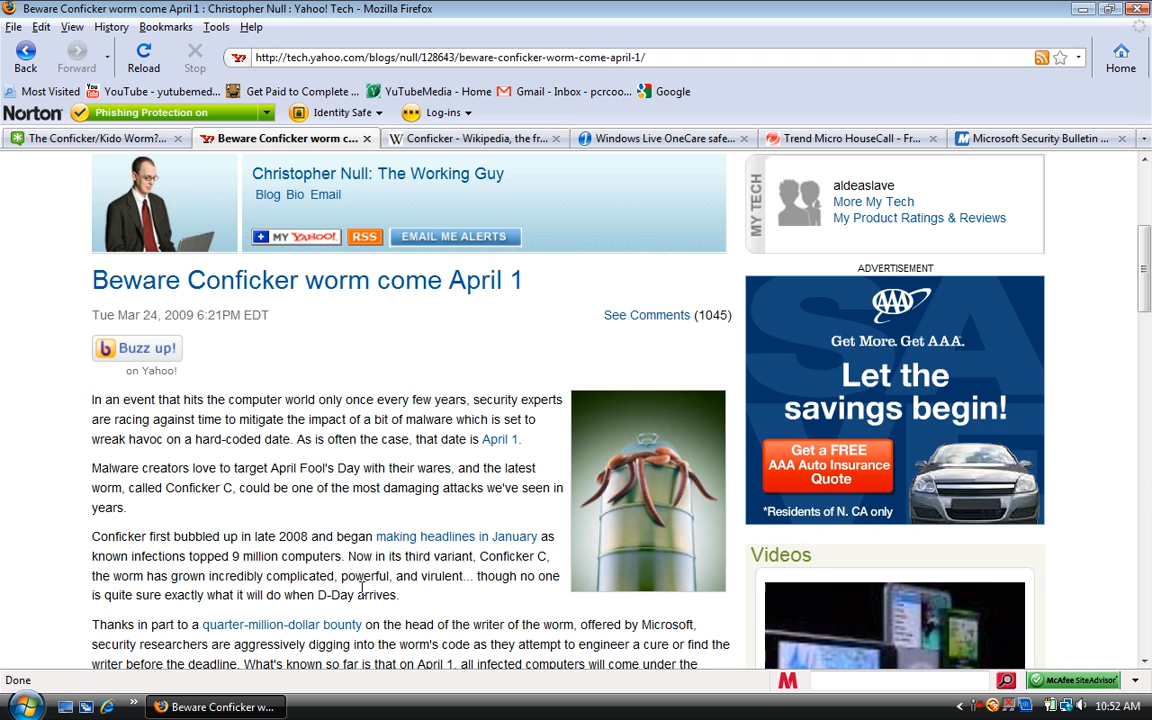 Beware Conficker worm come April 1 : Christopher Null : Yahoo! Tech - Mozilla Firefox
File Edit View History Bookmarks Tools Help
Back Forward Reload Stop
http://tech.yahoo.com/blogs/null/128643/beware-conficker-worm-come-april-1/
Home
Most Visited YouTube - yutubemed... Get Paid to Complete ... YuTubeMedia - Home Gmail - Inbox - pcrcoo... Google
Norton Phishing Protection on Identity Safe Log-ins
The Conficker/Kido Worm?... Beware Conficker worm c... Conficker - Wikipedia, the fr... Windows Live OneCare safe... Trend Micro HouseCall - Fr... Microsoft Security Bulletin ...
Christopher Null: The Working Guy
Blog Bio Email
MY YAHOO! RSS EMAIL ME ALERTS
MY TECH
aldeaslave
More My Tech
My Product Ratings & Reviews
Beware Conficker worm come April 1
Tue Mar 24, 2009 6:21PM EDT
See Comments (1045)
Buzz up!
on Yahoo!
In an event that hits the computer world only once every few years, security experts
are racing against time to mitigate the impact of a bit of malware which is set to
wreak havoc on a hard-coded date. As is often the case, that date is April 1.
Malware creators love to target April Fool's Day with their wares, and the latest
worm, called Conficker C, could be one of the most damaging attacks we've seen in
years.
Conficker first bubbled up in late 2008 and began making headlines in January as
known infections topped 9 million computers. Now in its third variant, Conficker C,
the worm has grown incredibly complicated, powerful, and virulent... though no one
is quite sure exactly what it will do when D-Day arrives.
Thanks in part to a quarter-million-dollar bounty on the head of the writer of the worm, offered by Microsoft,
security researchers are aggressively digging into the worm's code as they attempt to engineer a cure or find the
writer before the deadline. What's known so far is that on April 1, all infected computers will come under the
ADVERTISEMENT
SAVE
AAA
Get More. Get AAA.
Let the
savings begin!
Get a FREE
AAA Auto Insurance
Quote
*Residents of N. CA only
Videos
Done
McAfee SiteAdvisor
Beware Conficker w...
10:52 AM